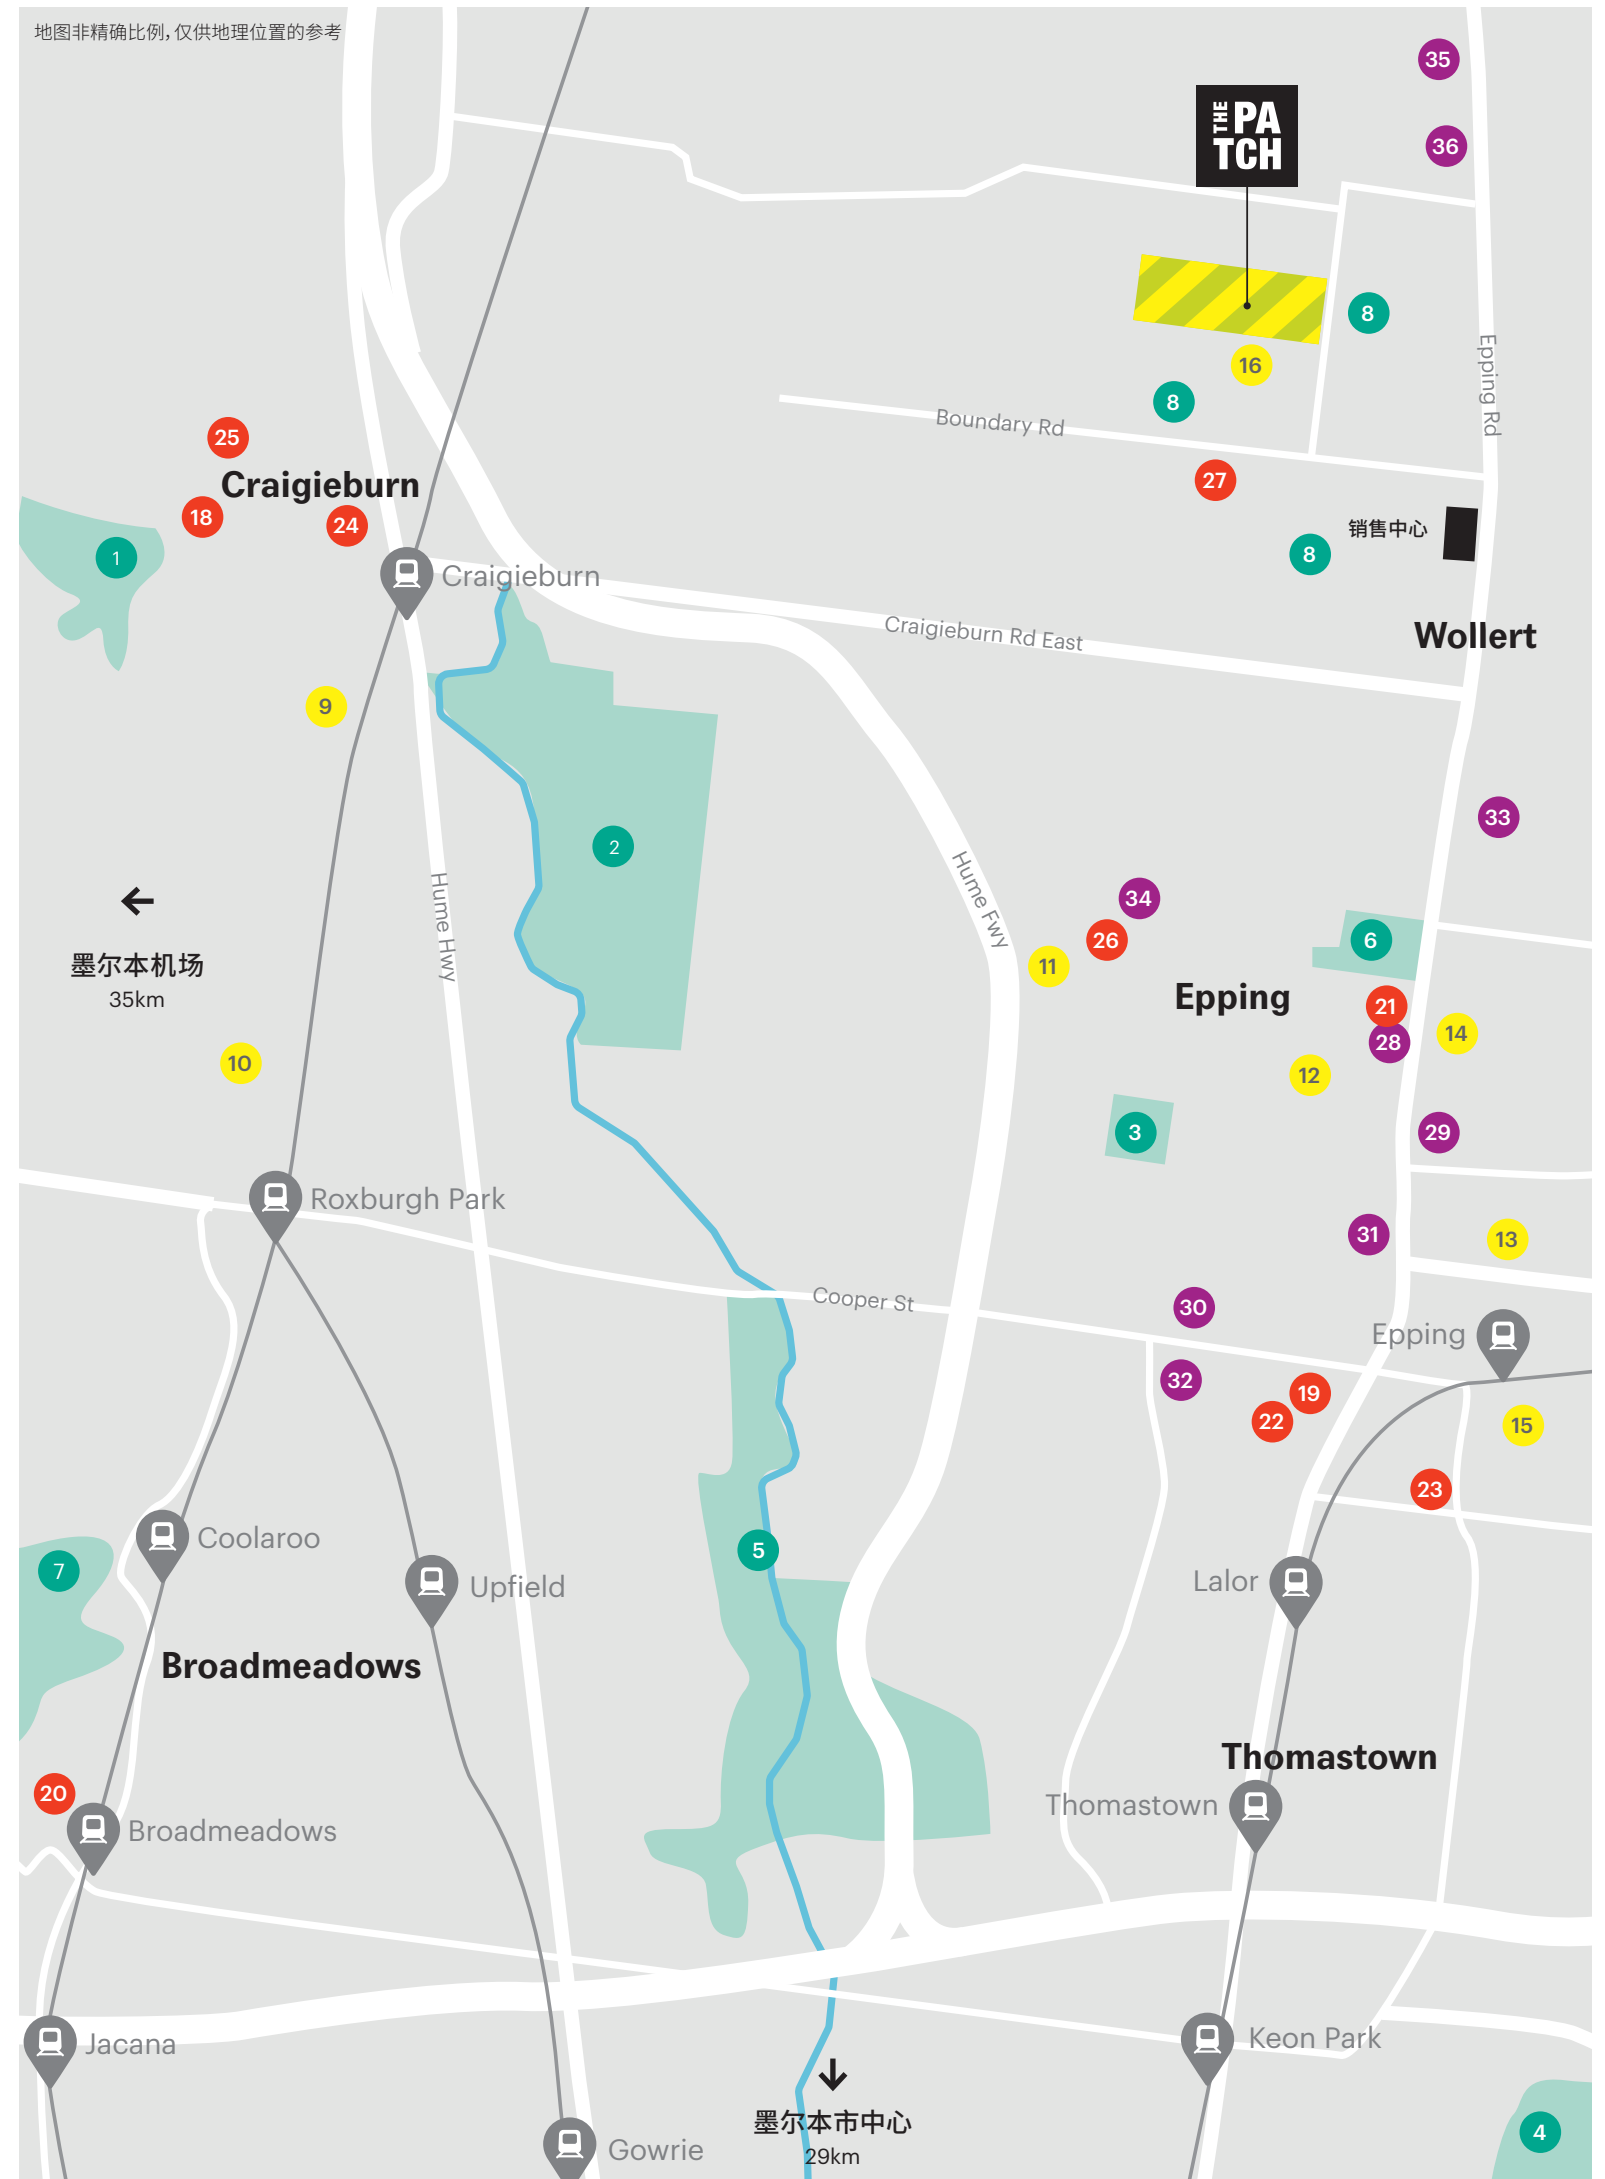 地图非精确比例，仅供地理位置的参考
35
THE PA
TCH
36
8
16
Epping Rd
8
Boundary Rd
25
27
Craigieburn
18
24
销售中心
1
8
Craigieburn
Craigieburn Rd East
Wollert
9
33
2
Hume Hwy
Hume Fwy
34
26
6
11
墨尔本机场
35km
Epping
21
14
28
10
12
3
29
Roxburgh Park
31
13
Cooper St
30
Epping
32
19
22
15
23
Coolaroo
5
7
Upfield
Lalor
Broadmeadows
Thomastown
20
Thomastown
Broadmeadows
Jacana
Keon Park
墨尔本市中心
29km
4
Gowrie